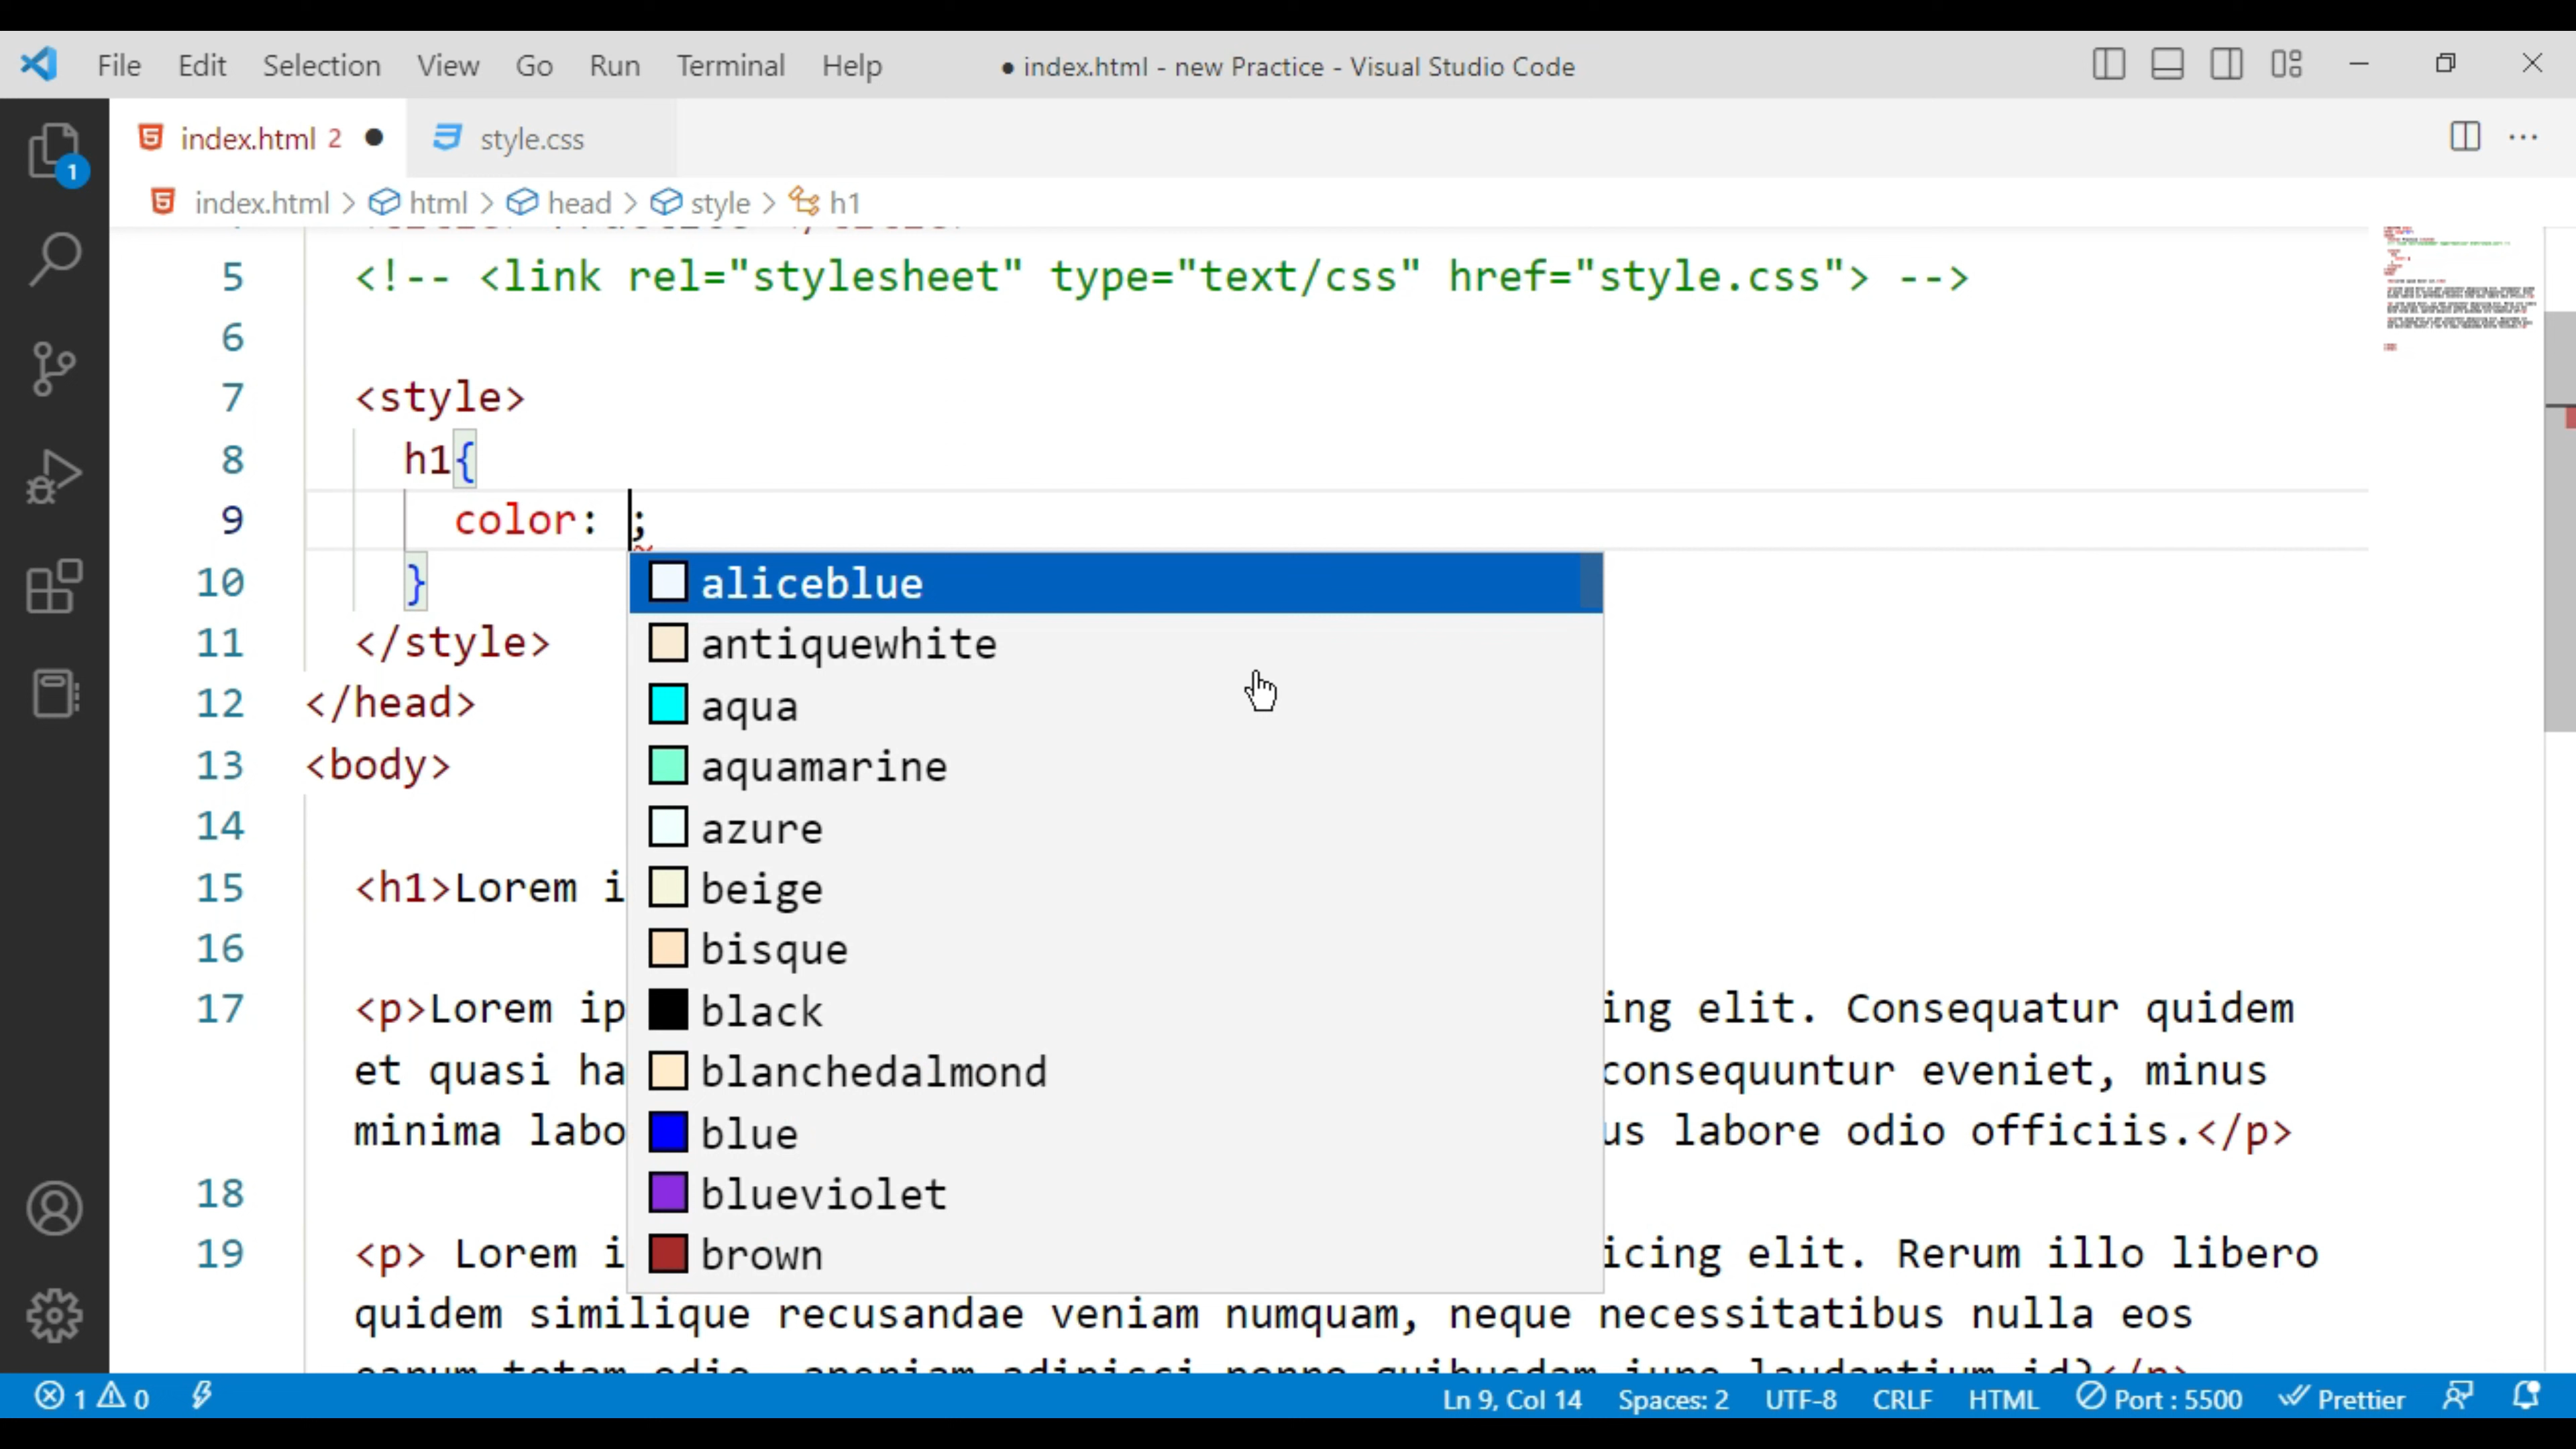 File Edit Selection View Go Run Terminal Help ● index.html - new Practice - Visual Studio Code
index.html 2 ● style.css
1
index.html > html > head > style > h1
5 <!-- <link rel="stylesheet" type="text/css" href="style.css"> -->
6
7 <style>
8 h1{
9 color: ;
10 }
aliceblue
11 </style>
antiquewhite
12 </head>
aqua
13 <body>
aquamarine
14
azure
15 <h1>Lorem i
beige
16
bisque
17 <p>Lorem ip
black
ing elit. Consequatur quidem
et quasi ha
blanchedalmond
consequuntur eveniet, minus
minima labo
blue
us labore odio officiis.</p>
18
blueviolet
19 <p> Lorem i
brown
icing elit. Rerum illo libero
quidem similique recusandae veniam numquam, neque necessitatibus nulla eos
1 0 Ln 9, Col 14 Spaces: 2 UTF-8 CRLF HTML Port : 5500 Prettier